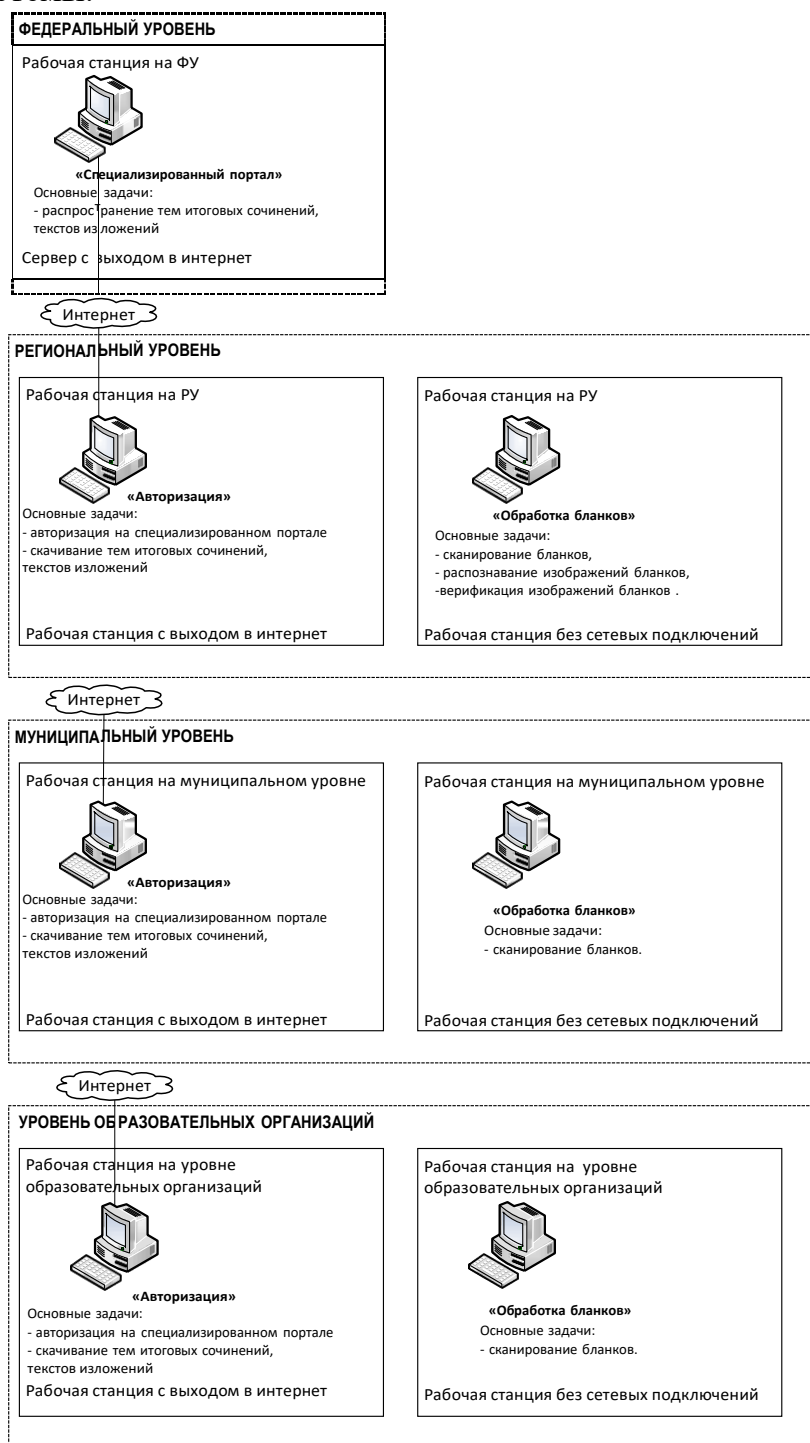 ФЕДЕРАЛЬНЫЙ УРОВЕНЬ
Рабочая станция на ФУ
«Специализированный портал»
Основные задачи:
- распространение тем итоговых сочинений,
текстов изложений
Сервер с выходом в интернет
Интернет
РЕГИОНАЛЬНЫЙ УРОВЕНЬ
Рабочая станция на РУ
«Авторизация»
Основные задачи:
- авторизация на специализированном портале
- скачивание тем итоговых сочинений,
текстов изложений
Рабочая станция с выходом в интернет
Рабочая станция на РУ
«Обработка бланков»
Основные задачи:
- сканирование бланков,
- распознавание изображений бланков,
-верификация изображений бланков .
Рабочая станция без сетевых подключений
Интернет
МУНИЦИПАЛЬНЫЙ УРОВЕНЬ
Рабочая станция на муниципальном уровне
«Авторизация»
Основные задачи:
- авторизация на специализированном портале
- скачивание тем итоговых сочинений,
текстов изложений
Рабочая станция с выходом в интернет
Рабочая станция на муниципальном уровне
«Обработка бланков»
Основные задачи:
- сканирование бланков.
Рабочая станция без сетевых подключений
Интернет
УРОВЕНЬ ОБРАЗОВАТЕЛЬНЫХ ОРГАНИЗАЦИЙ
Рабочая станция на уровне
образовательных организаций
«Авторизация»
Основные задачи:
- авторизация на специализированном портале
- скачивание тем итоговых сочинений,
текстов изложений
Рабочая станция с выходом в интернет
Рабочая станция на уровне
образовательных организаций
«Обработка бланков»
Основные задачи:
- сканирование бланков.
Рабочая станция без сетевых подключений